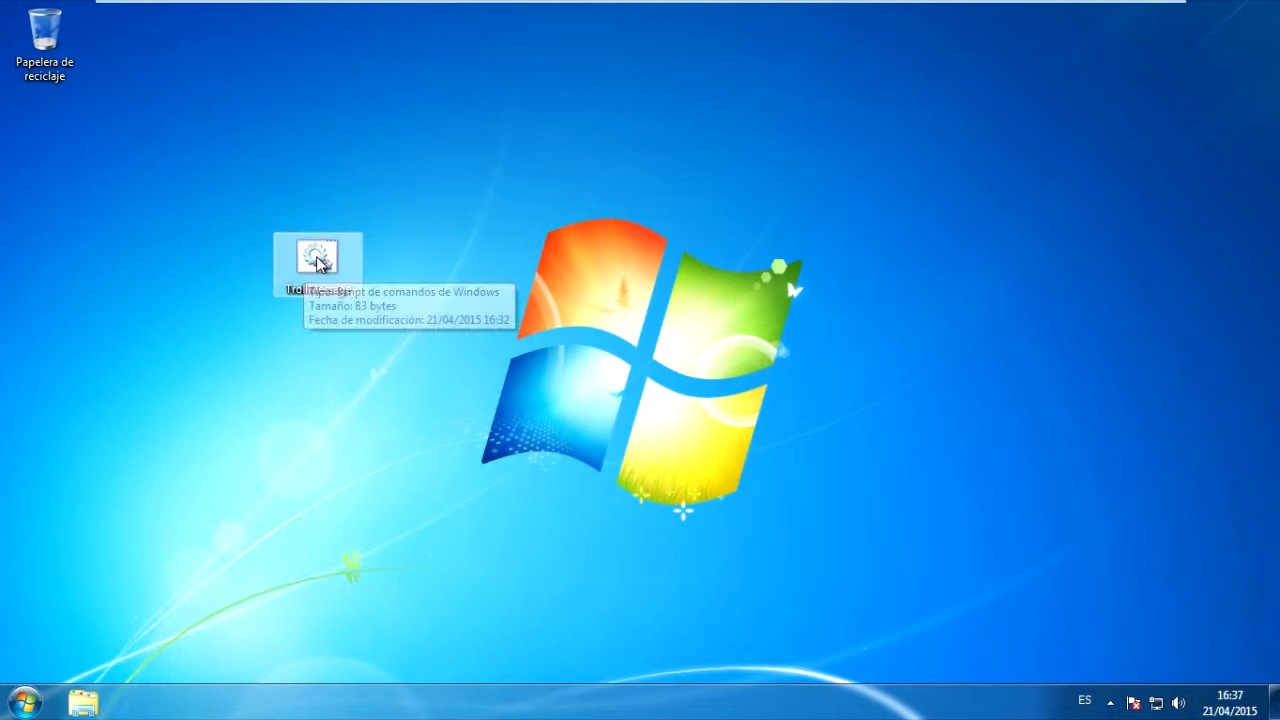 Papelera de
reciclaje
Tipo: Script de comandos de Windows
Tamaño: 83 bytes
Fecha de modificación: 21/04/2015 16:32
ES
16:37
21/04/2015